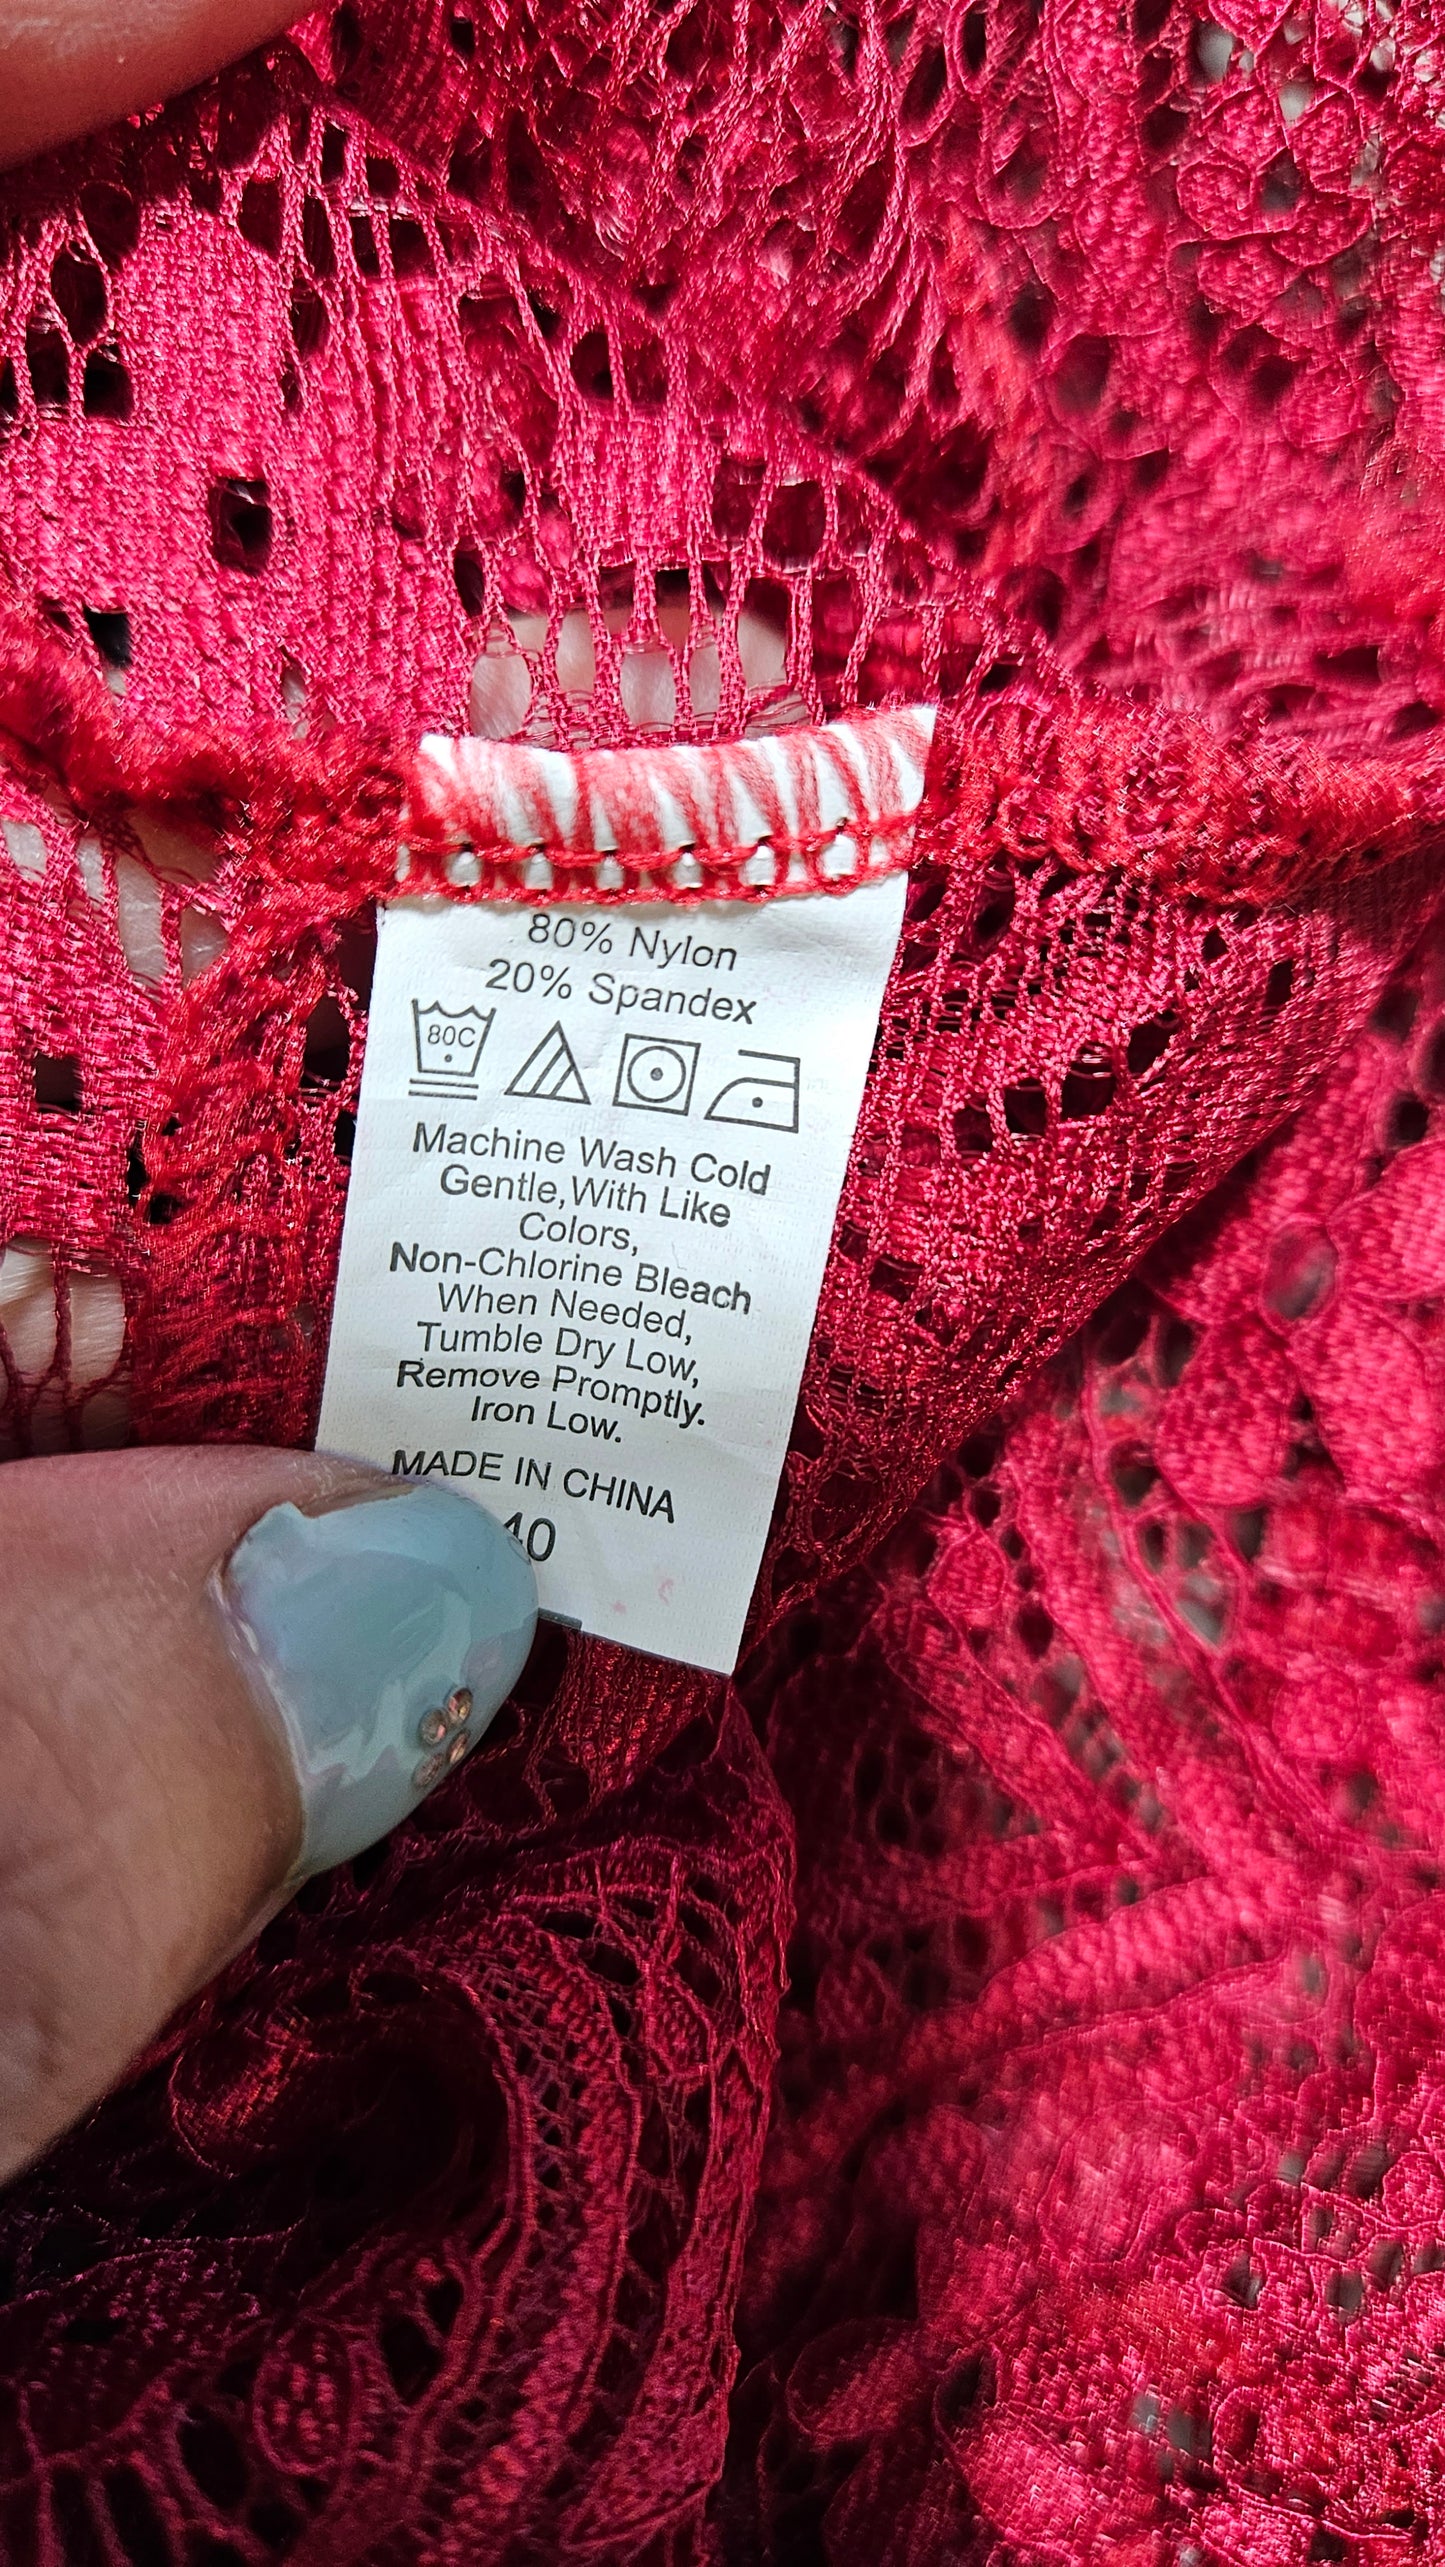 80% Nylon
20% Spandex
80C
Machine Wash Cold
Gentle,With Like
Colors,
Non-Chlorine Bleach
When Needed,
Tumble Dry Low,
Remove Promptly.
Iron Low.
MADE IN CHINA
40